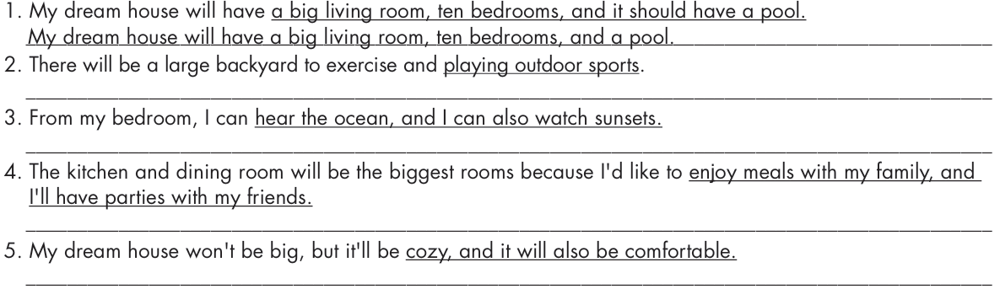 1. My dream house will have a big living room, ten bedrooms, and it should have a pool.
My dream house will have a big living room, ten bedrooms, and a pool.
2. There will be a large backyard to exercise and playing outdoor sports.
3. From my bedroom, I can hear the ocean, and I can also watch sunsets.
4. The kitchen and dining room will be the biggest rooms because I'd like to enjoy meals with my family, and
I'll have parties with my friends.
5. My dream house won't be big, but it'll be cozy, and it will also be comfortable.